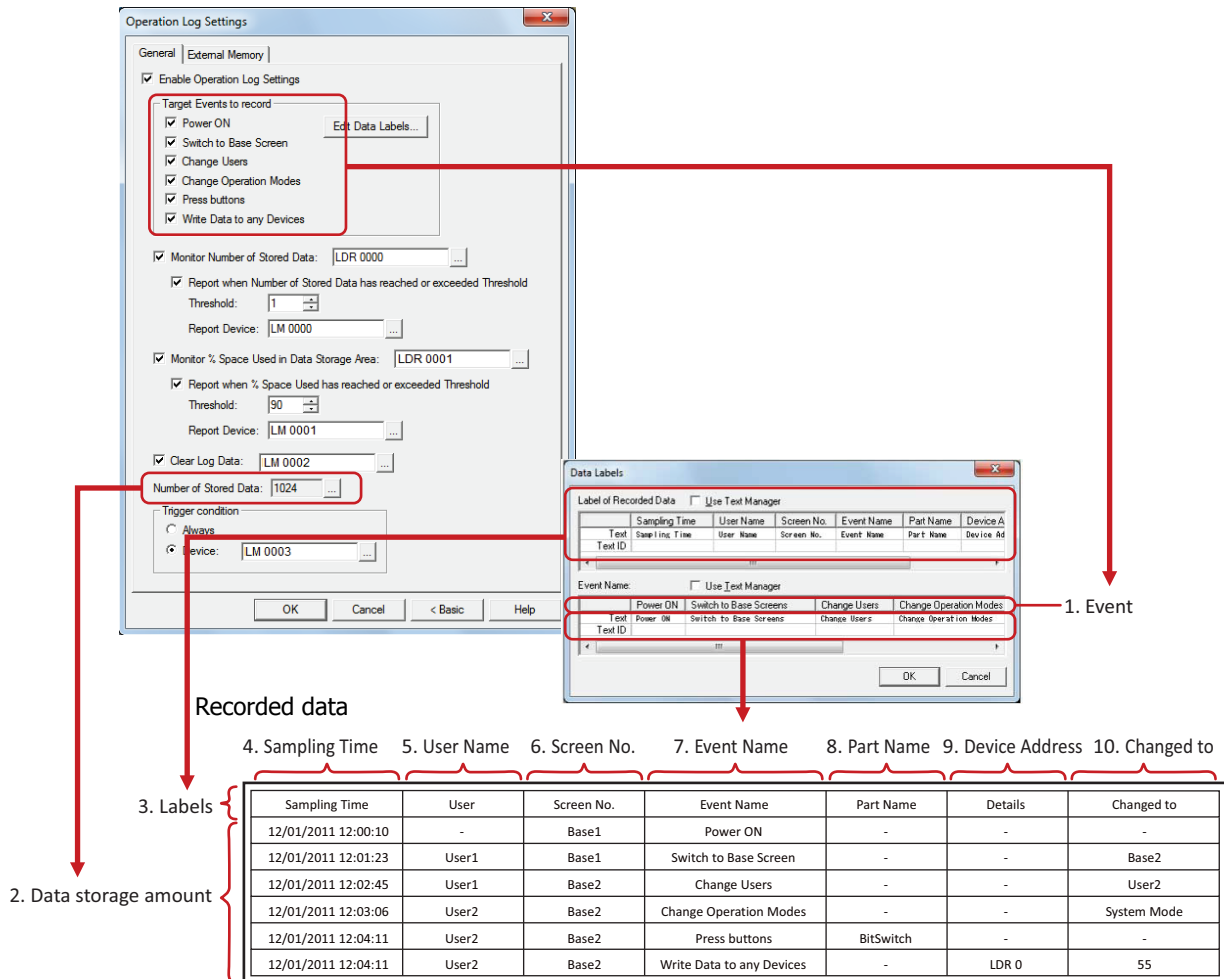 Operation Log Settings
General External Memory
Enable Operation Log Settings
Target Events to record
Power ON
Edit Data Labels...
Switch to Base Screen
Change Users
Change Operation Modes
Press buttons
Write Data to any Devices
Monitor Number of Stored Data: LDR 0000 ...
Report when Number of Stored Data has reached or exceeded Threshold
Threshold: 1
Report Device: LM 0000 ...
Monitor % Space Used in Data Storage Area: LDR 0001 ...
Report when % Space Used has reached or exceeded Threshold
Threshold: 90
Report Device: LM 0001 ...
Clear Log Data: LM 0002 ...
Number of Stored Data: 1024 ...
Trigger condition
Always
Device: LM 0003 ...
OK Cancel < Basic Help
Data Labels
Label of Recorded Data Use Text Manager
Sampling Time User Name Screen No. Event Name Part Name Device A
Text Sampling Time User Name Screen No. Event Name Part Name Device Ad
Text ID
Event Name: Use Text Manager
Power ON Switch to Base Screens Change Users Change Operation Modes
Text Power ON Switch to Base Screens Change Users Change Operation Modes
Text ID
OK Cancel
1. Event
Recorded data
4. Sampling Time 5. User Name 6. Screen No. 7. Event Name 8. Part Name 9. Device Address 10. Changed to
3. Labels
Sampling Time User Screen No. Event Name Part Name Details Changed to
12/01/2011 12:00:10 - Base1 Power ON - - -
12/01/2011 12:01:23 User1 Base1 Switch to Base Screen - - Base2
12/01/2011 12:02:45 User1 Base2 Change Users - - User2
2. Data storage amount
12/01/2011 12:03:06 User2 Base2 Change Operation Modes - - System Mode
12/01/2011 12:04:11 User2 Base2 Press buttons BitSwitch - -
12/01/2011 12:04:11 User2 Base2 Write Data to any Devices - LDR 0 55